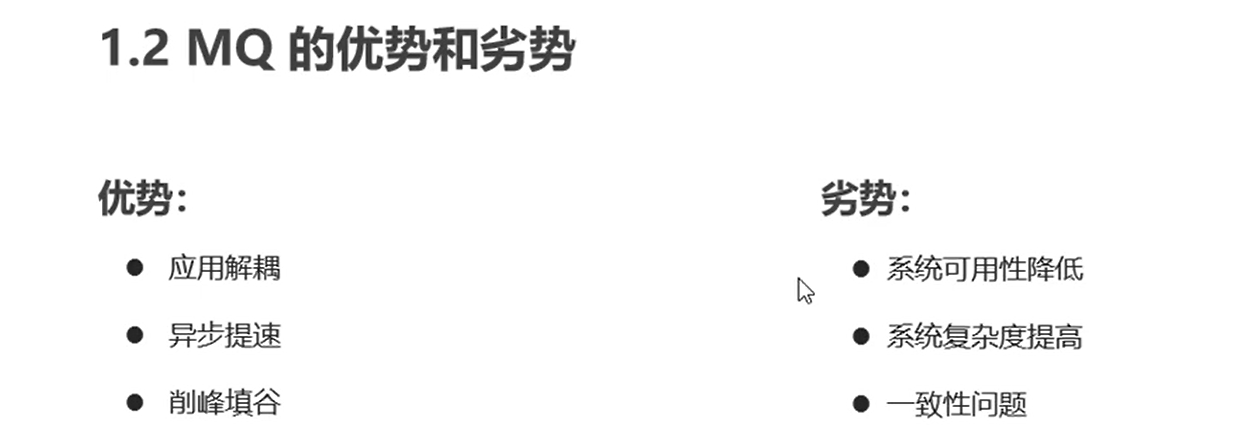 1.2 MQ 的优势和劣势
优势：
● 应用解耦
● 异步提速
● 削峰填谷
劣势：
● 系统可用性降低
● 系统复杂度提高
● 一致性问题